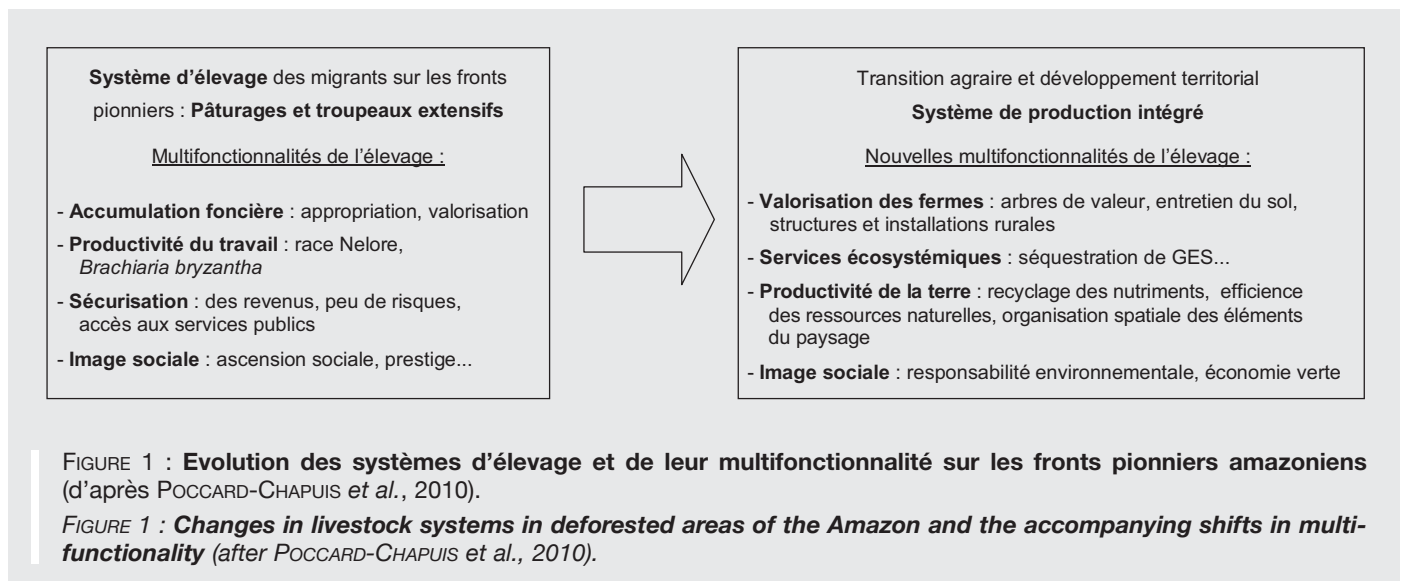 Système d'élevage des migrants sur les fronts
pionniers : Pâturages et troupeaux extensifs
Multifonctionnalités de l'élevage :
- Accumulation foncière : appropriation, valorisation
- Productivité du travail : race Nelore,
Brachiaria bryzantha
- Sécurisation : des revenus, peu de risques,
accès aux services publics
- Image sociale : ascension sociale, prestige...
Transition agraire et développement territorial
Système de production intégré
Nouvelles multifonctionnalités de l'élevage :
- Valorisation des fermes : arbres de valeur, entretien du sol,
structures et installations rurales
- Services écosystémiques : séquestration de GES...
- Productivité de la terre : recyclage des nutriments, efficience
des ressources naturelles, organisation spatiale des éléments
du paysage
- Image sociale : responsabilité environnementale, économie verte
FIGURE 1 : Evolution des systèmes d'élevage et de leur multifonctionnalité sur les fronts pionniers amazoniens
(d'après POCCARD-CHAPUIS et al., 2010).
FIGURE 1 : Changes in livestock systems in deforested areas of the Amazon and the accompanying shifts in multi-
functionality (after POCCARD-CHAPUIS et al., 2010).